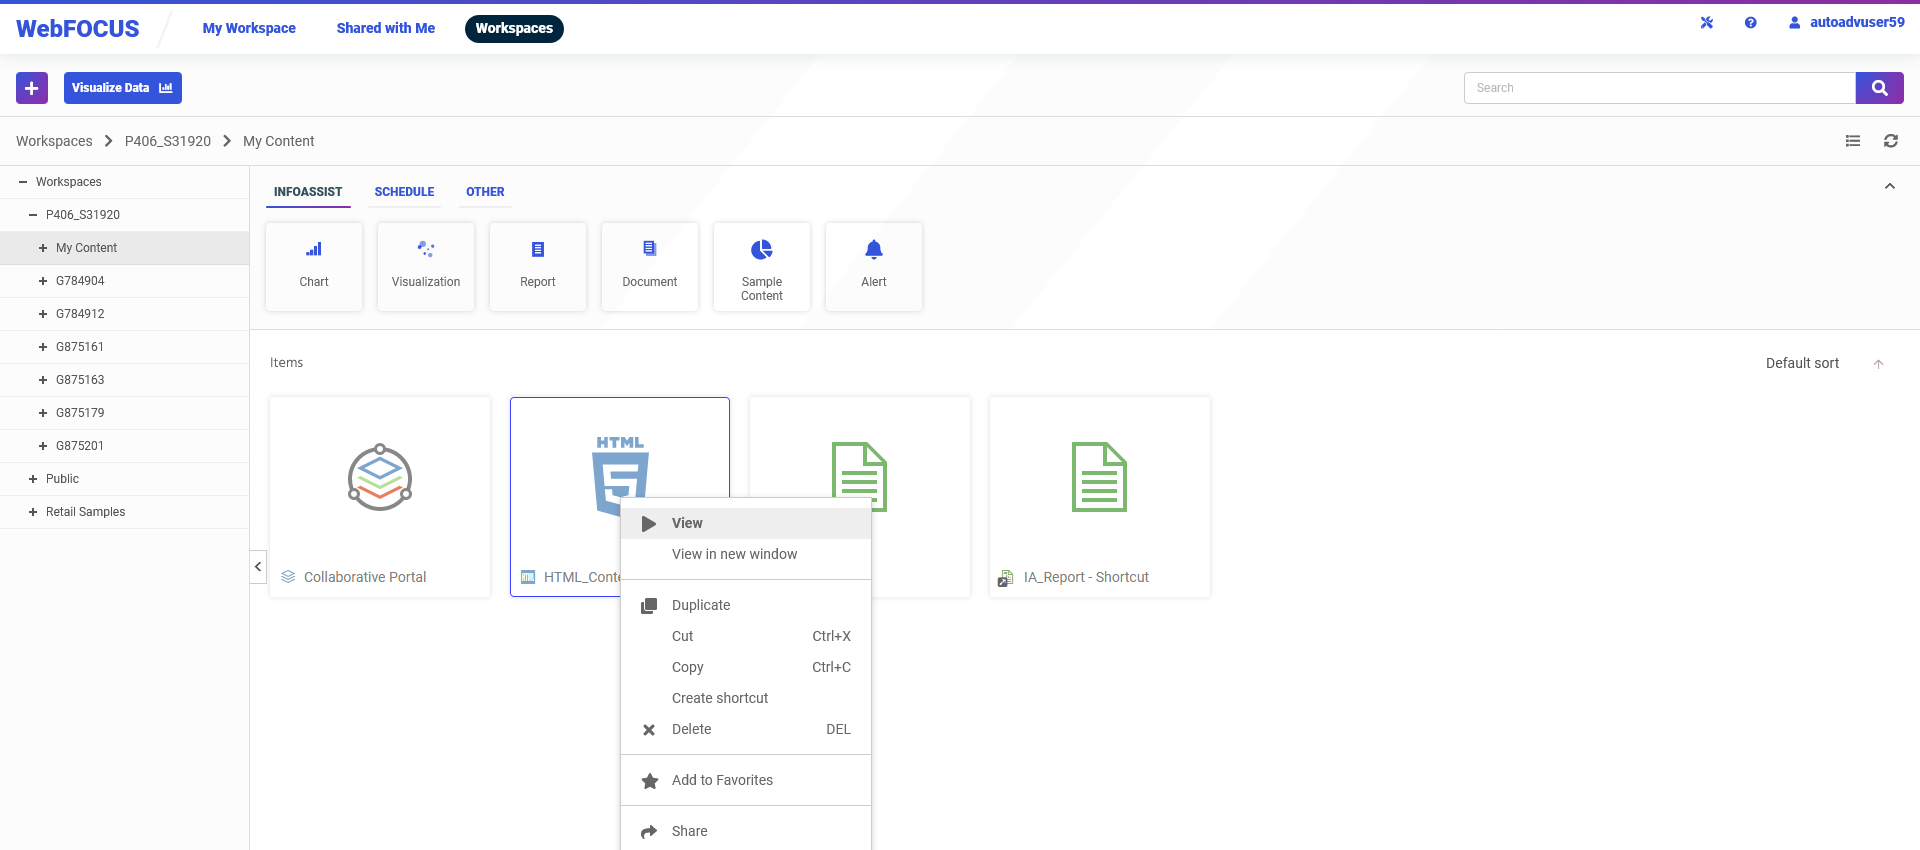 WebFOCUS
My Workspace
Shared with Me
Workspaces
autoadvuser59
Visualize Data
Search
Workspaces
P406_S31920
My Content
Workspaces
P406_S31920
My Content
G784904
G784912
G875161
G875163
G875179
G875201
Public
Retail Samples
INFOASSIST
SCHEDULE
OTHER
Chart
Visualization
Report
Document
Sample
Content
Alert
Items
Default sort
Collaborative Portal
HTML
HTML_Conte
IA_Report - Shortcut
View
View in new window
Duplicate
Cut Ctrl+X
Copy Ctrl+C
Create shortcut
Delete DEL
Add to Favorites
Share